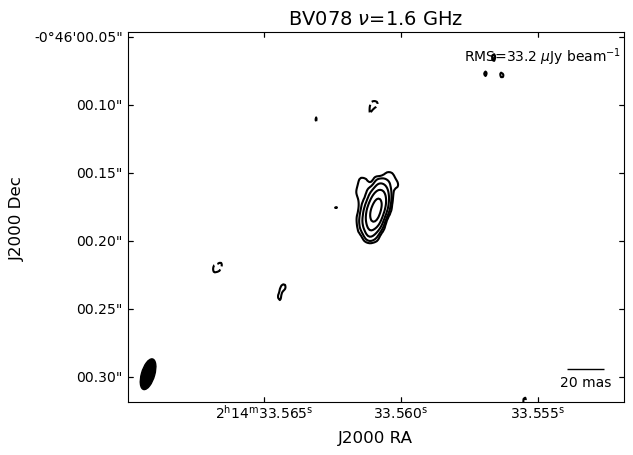 BV078 ν=1.6 GHz
RMS=33.2 μJy beam⁻¹
-0°46'00.05"
00.10"
00.15"
00.20"
00.25"
00.30"
J2000 Dec
20 mas
2ʰ14ᵐ33.565ˢ 33.560ˢ 33.555ˢ
J2000 RA